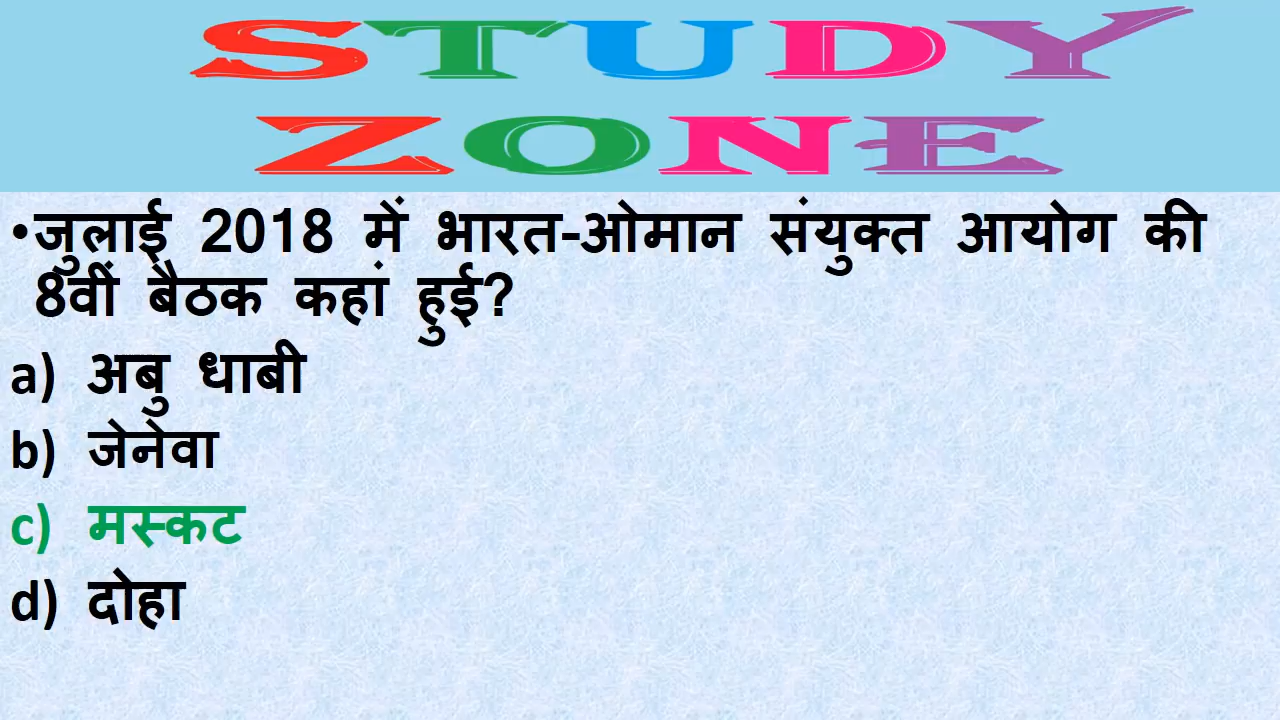 STUDY
ZONE
•जुलाई 2018 में भारत-ओमान संयुक्त आयोग की
8वीं बैठक कहां हुई?
a) अबु धाबी
b) जेनेवा
c) मस्कट
d) दोहा